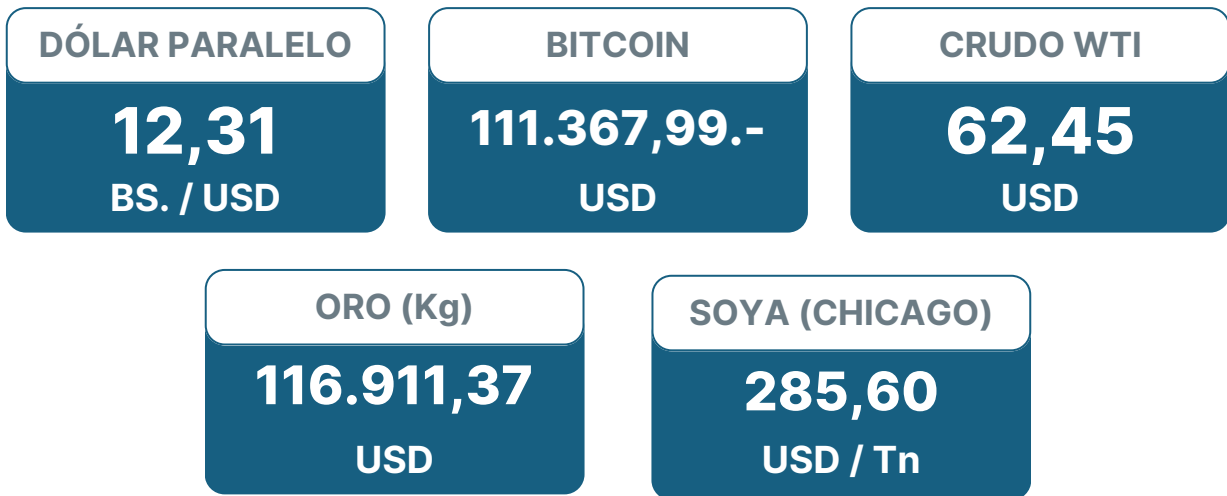 DÓLAR PARALELO
12,31
BS. / USD
BITCOIN
111.367,99.-
USD
CRUDO WTI
62,45
USD
ORO (Kg)
116.911,37
USD
SOYA (CHICAGO)
285,60
USD / Tn